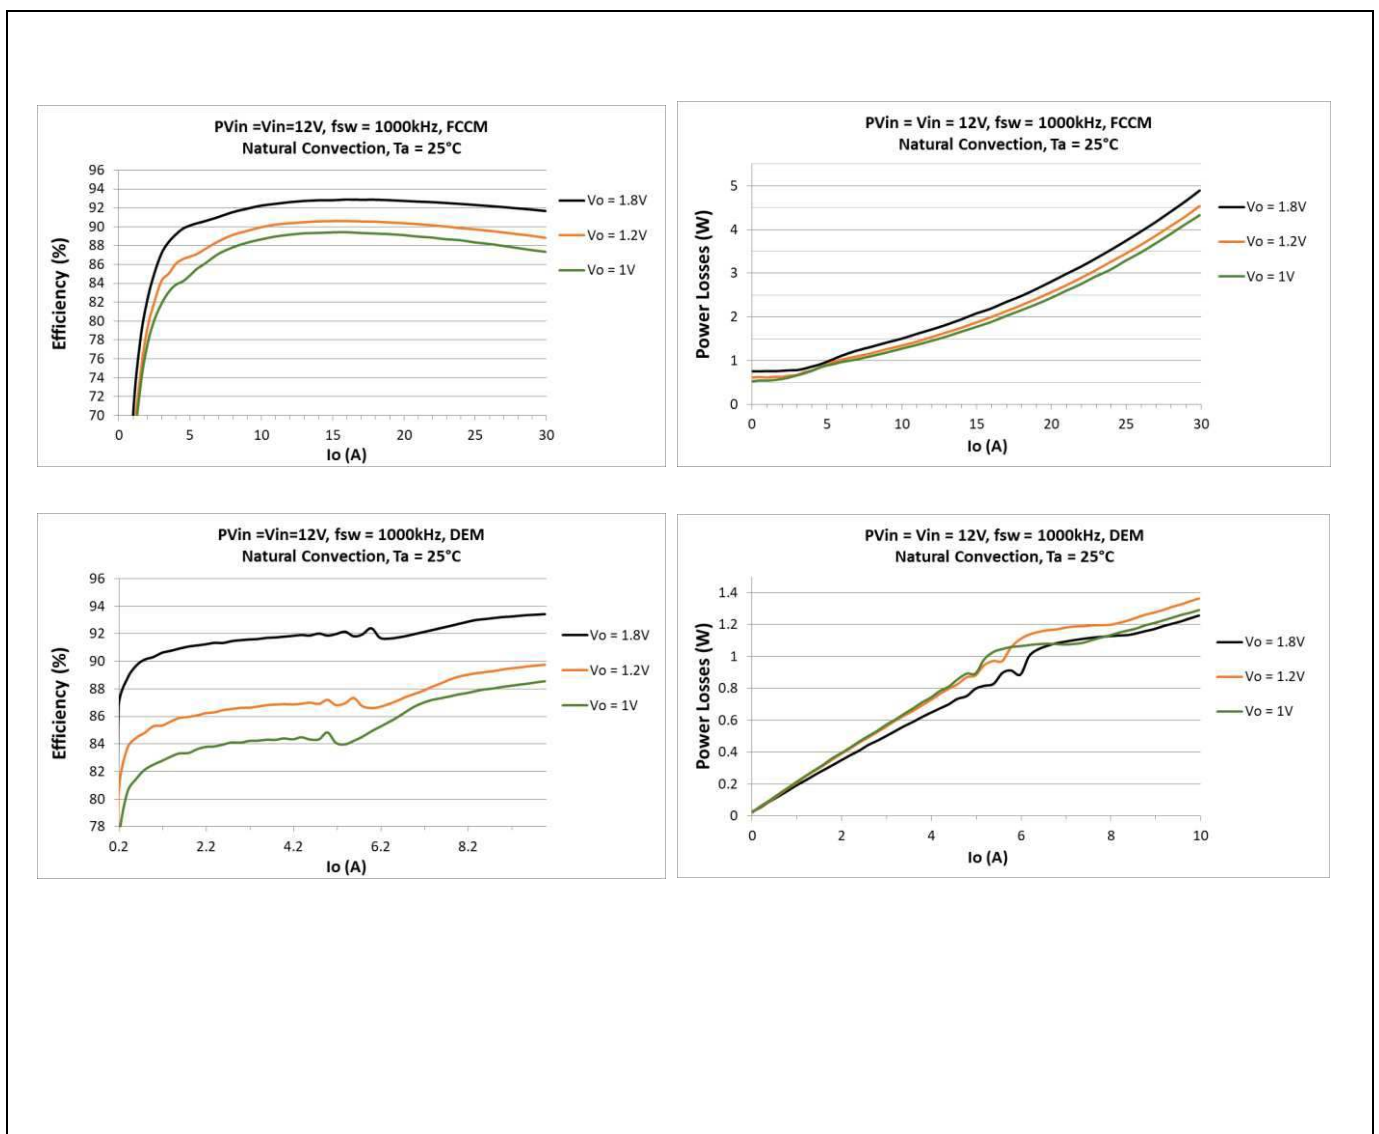 PVin =Vin=12V, fsw = 1000kHz, FCCM
Natural Convection, Ta = 25°C
96
94
92
90
88
86
84
82
80
78
76
74
72
70
Efficiency (%)
0
5
10
15
20
25
30
Io (A)
Vo = 1.8V
Vo = 1.2V
Vo = 1V
PVin = Vin = 12V, fsw = 1000kHz, FCCM
Natural Convection, Ta = 25°C
5
4
3
2
1
0
Power Losses (W)
0
5
10
15
20
25
30
Io (A)
Vo = 1.8V
Vo = 1.2V
Vo = 1V
PVin =Vin=12V, fsw = 1000kHz, DEM
Natural Convection, Ta = 25°C
96
94
92
90
88
86
84
82
80
78
Efficiency (%)
0.2
2.2
4.2
6.2
8.2
Io (A)
Vo = 1.8V
Vo = 1.2V
Vo = 1V
PVin = Vin = 12V, fsw = 1000kHz, DEM
Natural Convection, Ta = 25°C
1.4
1.2
1
0.8
0.6
0.4
0.2
0
Power Losses (W)
0
2
4
6
8
10
Io (A)
Vo = 1.8V
Vo = 1.2V
Vo = 1V